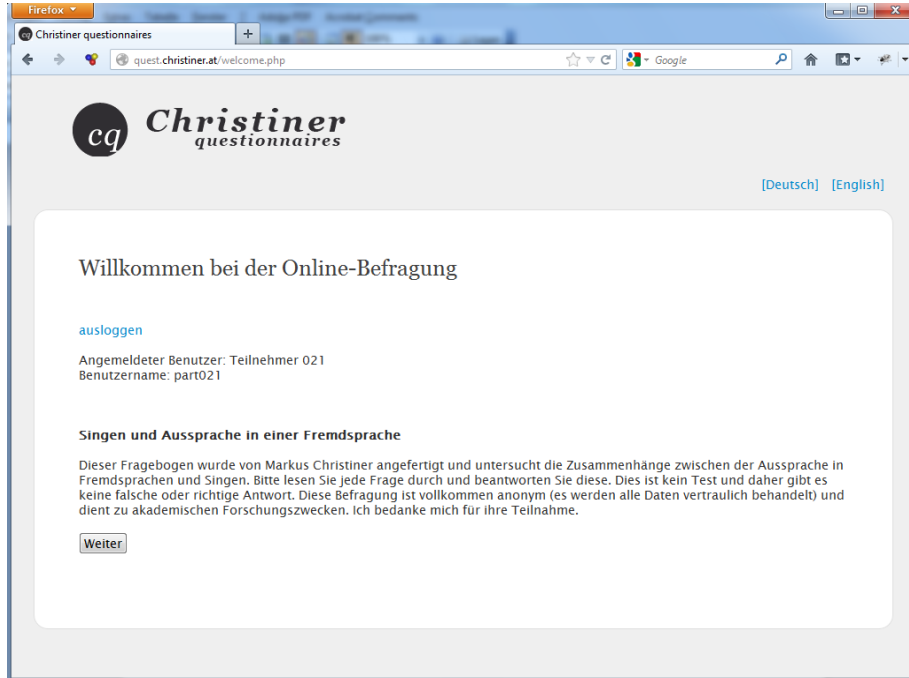 Firefox
Christiner questionnaires
+
quest.christiner.at/welcome.php
Google
cq
Christiner
questionnaires
[Deutsch] [English]
Willkommen bei der Online-Befragung
ausloggen
Angemeldeter Benutzer: Teilnehmer 021
Benutzername: part021
Singen und Aussprache in einer Fremdsprache
Dieser Fragebogen wurde von Markus Christiner angefertigt und untersucht die Zusammenhänge zwischen der Aussprache in
Fremdsprachen und Singen. Bitte lesen Sie jede Frage durch und beantworten Sie diese. Dies ist kein Test und daher gibt es
keine falsche oder richtige Antwort. Diese Befragung ist vollkommen anonym (es werden alle Daten vertraulich behandelt) und
dient zu akademischen Forschungszwecken. Ich bedanke mich für ihre Teilnahme.
Weiter